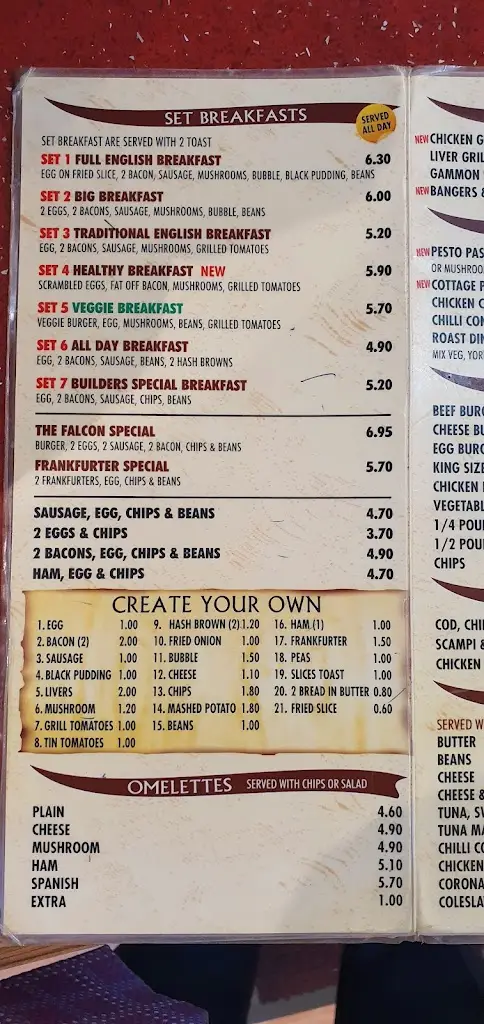 SET BREAKFASTS
SERVED
ALL DAY
SET BREAKFAST ARE SERVED WITH 2 TOAST
SET 1 FULL ENGLISH BREAKFAST 6.30
EGG ON FRIED SLICE, 2 BACON, SAUSAGE, MUSHROOMS, BUBBLE, BLACK PUDDING, BEANS
SET 2 BIG BREAKFAST 6.00
2 EGGS, 2 BACONS, SAUSAGE, MUSHROOMS, BUBBLE, BEANS
SET 3 TRADITIONAL ENGLISH BREAKFAST 5.20
EGG, 2 BACONS, SAUSAGE, MUSHROOMS, GRILLED TOMATOES
SET 4 HEALTHY BREAKFAST NEW 5.90
SCRAMBLED EGGS, FAT OFF BACON, MUSHROOMS, GRILLED TOMATOES
SET 5 VEGGIE BREAKFAST 5.70
VEGGIE BURGER, EGG, MUSHROOMS, BEANS, GRILLED TOMATOES
SET 6 ALL DAY BREAKFAST 4.90
EGG, 2 BACONS, SAUSAGE, BEANS, 2 HASH BROWNS
SET 7 BUILDERS SPECIAL BREAKFAST 5.20
EGG, 2 BACONS, SAUSAGE, CHIPS, BEANS
THE FALCON SPECIAL 6.95
BURGER, 2 EGGS, 2 SAUSAGE, 2 BACON, CHIPS & BEANS
FRANKFURTER SPECIAL 5.70
2 FRANKFURTERS, EGG, CHIPS & BEANS
SAUSAGE, EGG, CHIPS & BEANS 4.70
2 EGGS & CHIPS 3.70
2 BACONS, EGG, CHIPS & BEANS 4.90
HAM, EGG & CHIPS 4.70
CREATE YOUR OWN
1. EGG 1.00 9. HASH BROWN (2) 1.20 16. HAM (1) 1.00
2. BACON (2) 2.00 10. FRIED ONION 1.00 17. FRANKFURTER 1.50
3. SAUSAGE 1.00 11. BUBBLE 1.50 18. PEAS 1.00
4. BLACK PUDDING 1.00 12. CHEESE 1.10 19. SLICES TOAST 1.00
5. LIVERS 2.00 13. CHIPS 1.80 20. 2 BREAD IN BUTTER 0.80
6. MUSHROOM 1.20 14. MASHED POTATO 1.80 21. FRIED SLICE 0.60
7. GRILL TOMATOES 1.00 15. BEANS 1.00
8. TIN TOMATOES 1.00
OMELETTES SERVED WITH CHIPS OR SALAD
PLAIN 4.60
CHEESE 4.90
MUSHROOM 4.90
HAM 5.10
SPANISH 5.70
EXTRA 1.00
NEW CHICKEN G
LIVER GRIL
GAMMON
NEW BANGERS &
NEW PESTO PAS
OR MUSHROO
NEW COTTAGE P
CHICKEN C
CHILLI CON
ROAST DIN
MIX VEG, YOR
BEEF BURG
CHEESE BU
EGG BURG
KING SIZE
CHICKEN
VEGETABL
1/4 POU
1/2 POU
CHIPS
COD, CHI
SCAMPI &
CHICKEN
SERVED W
BUTTER
BEANS
CHEESE
CHEESE &
TUNA, SV
TUNA MA
CHILLI CO
CHICKEN
CORONA
COLESLA